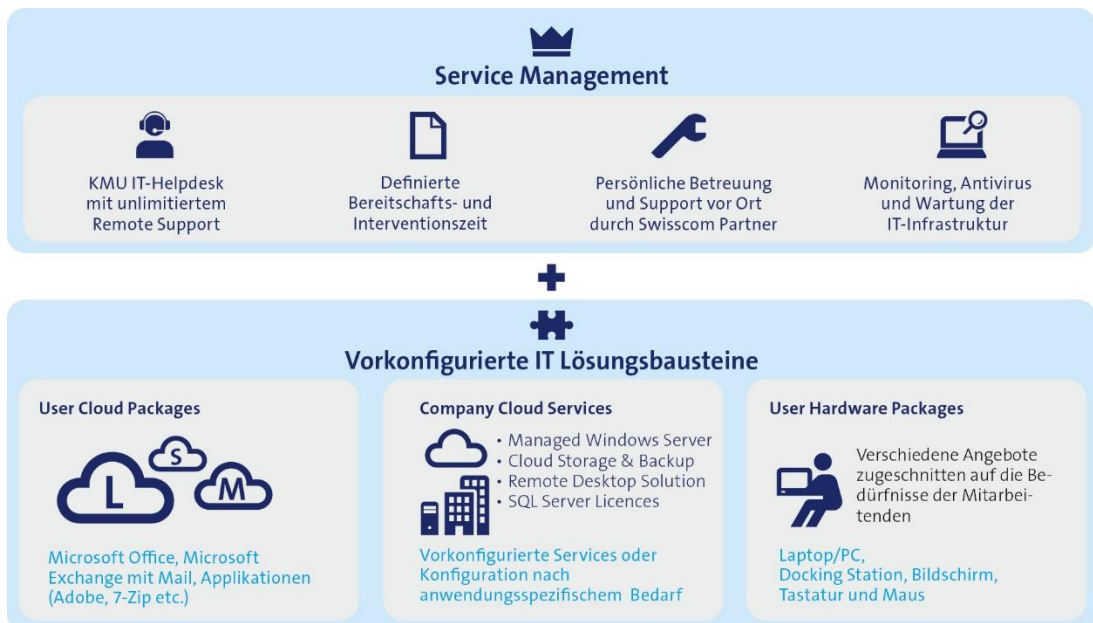 Service Management
KMU IT-Helpdesk
mit unlimitiertem
Remote Support
Definierte
Bereitschafts- und
Interventionszeit
Persönliche Betreuung
und Support vor Ort
durch Swisscom Partner
Monitoring, Antivirus
und Wartung der
IT-Infrastruktur
Vorkonfigurierte IT Lösungsbausteine
User Cloud Packages
L
S
M
Microsoft Office, Microsoft
Exchange mit Mail, Applikationen
(Adobe, 7-Zip etc.)
Company Cloud Services
• Managed Windows Server
• Cloud Storage & Backup
• Remote Desktop Solution
• SQL Server Licences
Vorkonfigurierte Services oder
Konfiguration nach
anwendungsspezifischem Bedarf
User Hardware Packages
Verschiedene Angebote
zugeschnitten auf die Be-
dürfnisse der Mitarbei-
tenden
Laptop/PC,
Docking Station, Bildschirm,
Tastatur und Maus